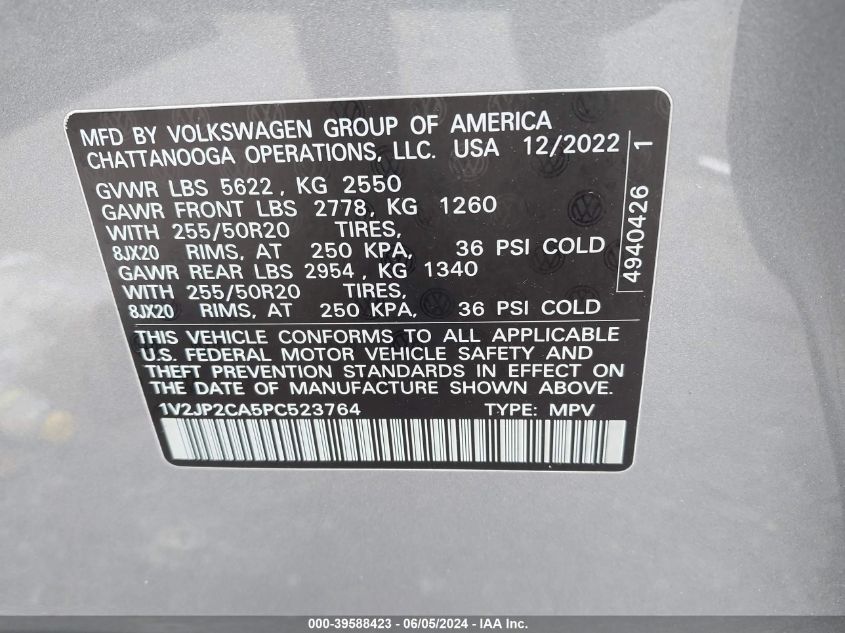 MFD BY VOLKSWAGEN GROUP OF AMERICA
CHATTANOOGA OPERATIONS, LLC. USA 12/2022
GVWR LBS 5622, KG 2550
GAWR FRONT LBS 2778, KG 1260
WITH 255/50R20 TIRES,
8JX20 RIMS, AT 250 KPA, 36 PSI COLD
GAWR REAR LBS 2954, KG 1340
WITH 255/50R20 TIRES,
8JX20 RIMS, AT 250 KPA, 36 PSI COLD
THIS VEHICLE CONFORMS TO ALL APPLICABLE
U.S. FEDERAL MOTOR VEHICLE SAFETY AND
THEFT PREVENTION STANDARDS IN EFFECT ON
THE DATE OF MANUFACTURE SHOWN ABOVE.
1V2JP2CA5PC523764 TYPE: MPV
4940426 1
000-39588423 - 06/05/2024 - IAA Inc.